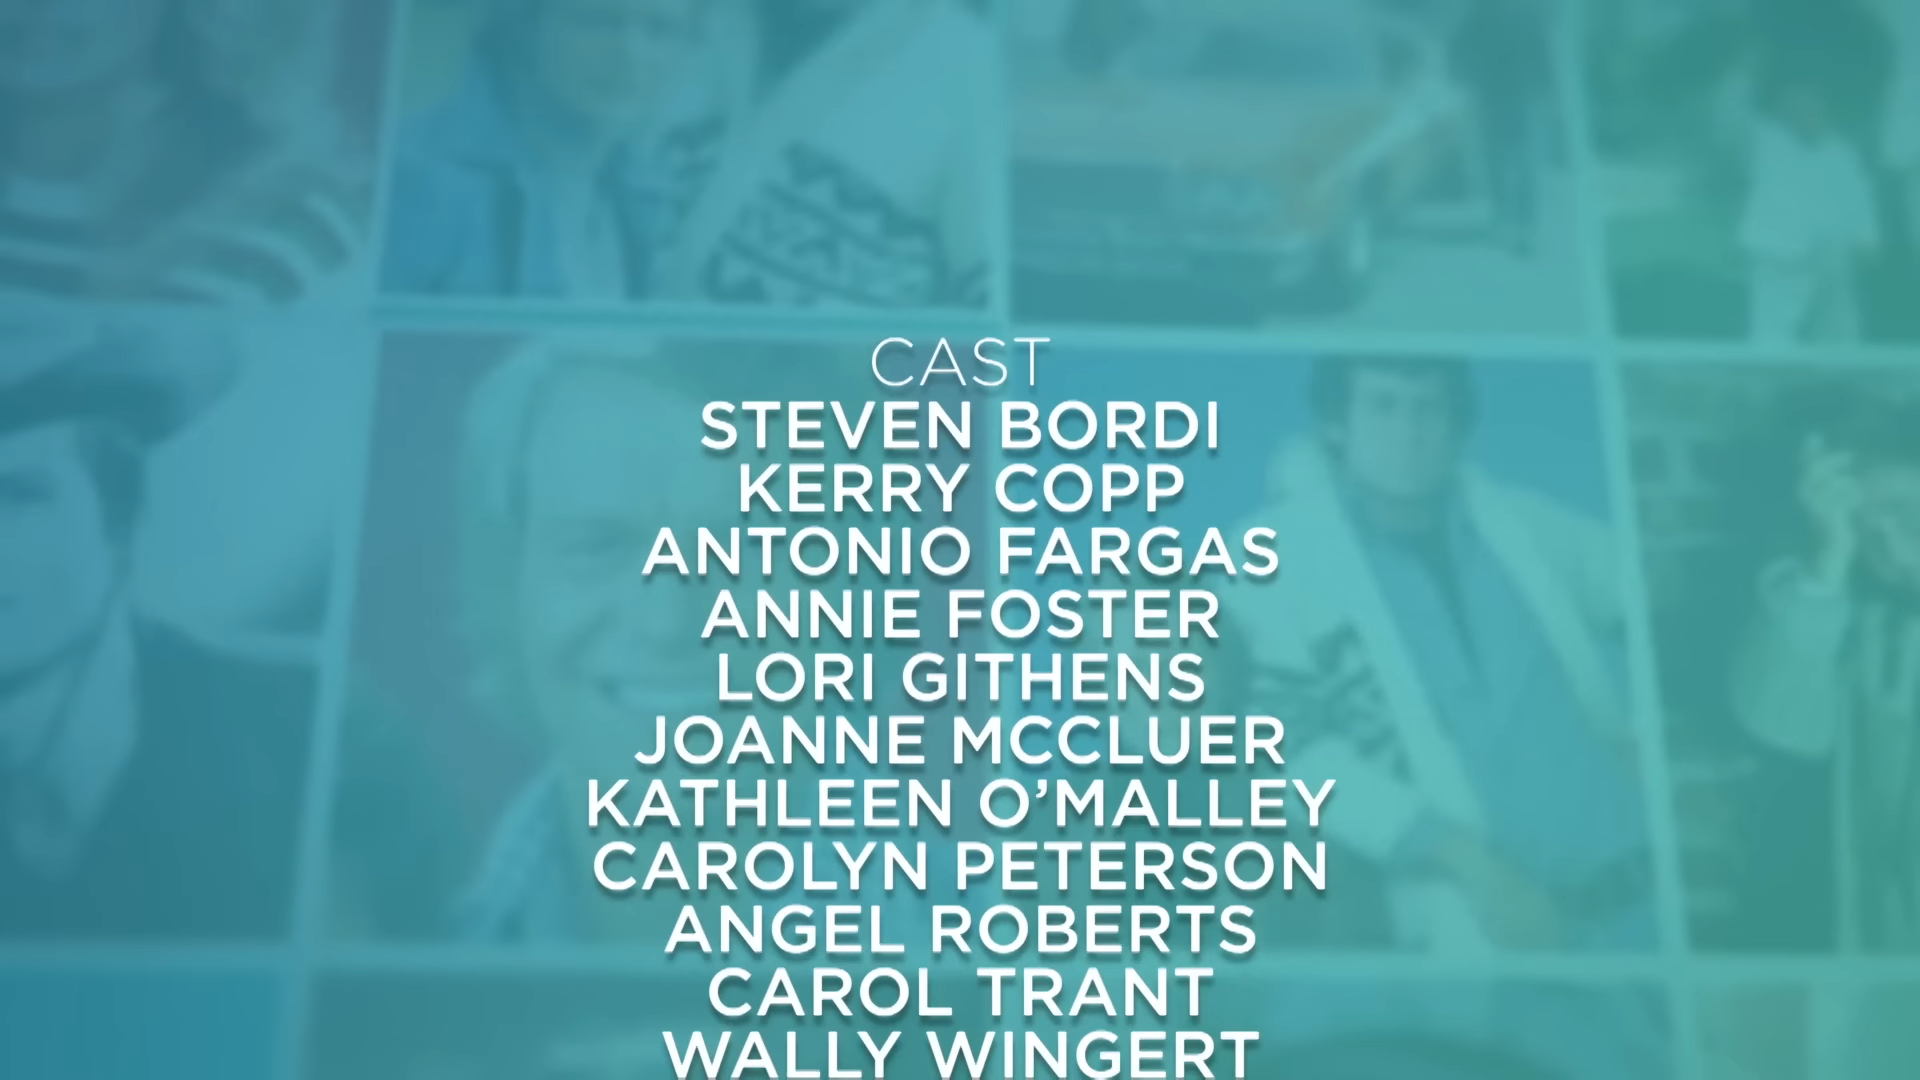 CAST
STEVEN BORDI
KERRY COPP
ANTONIO FARGAS
ANNIE FOSTER
LORI GITHENS
JOANNE MCCLUER
KATHLEEN O’MALLEY
CAROLYN PETERSON
ANGEL ROBERTS
CAROL TRANT
WALLY WINGERT